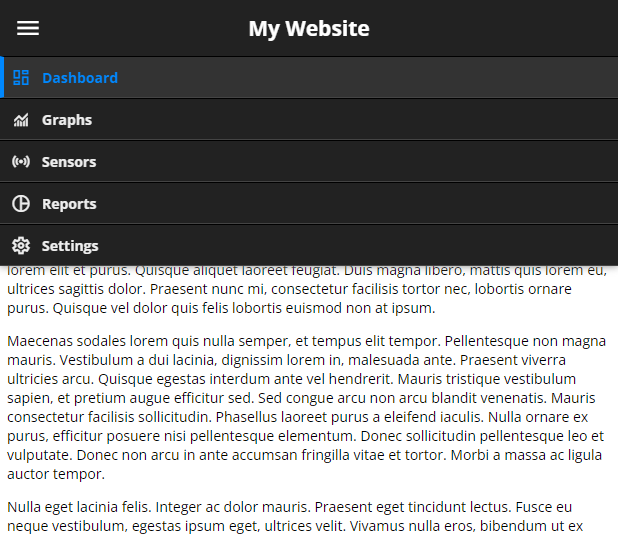 My Website
Dashboard
Graphs
Sensors
Reports
Settings
lorem elit et purus. Quisque aliquet laoreet feugiat. Duis magna libero, mattis quis lorem eu,
ultrices sagittis dolor. Praesent nunc mi, consectetur facilisis tortor nec, lobortis ornare
purus. Quisque vel dolor quis felis lobortis euismod non at ipsum.
Maecenas sodales lorem quis nulla semper, et tempus elit tempor. Pellentesque non magna
mauris. Vestibulum a dui lacinia, dignissim lorem in, malesuada ante. Praesent viverra
ultricies arcu. Quisque egestas interdum ante vel hendrerit. Mauris tristique vestibulum
sapien, et pretium augue efficitur sed. Sed congue arcu non arcu blandit venenatis. Mauris
consectetur facilisis sollicitudin. Phasellus laoreet purus a eleifend iaculis. Nulla ornare ex
purus, efficitur posuere nisi pellentesque elementum. Donec sollicitudin pellentesque leo et
vulputate. Donec non arcu in ante accumsan fringilla vitae et tortor. Morbi a massa ac ligula
auctor tempor.
Nulla eget lacinia felis. Integer ac dolor mauris. Praesent eget tincidunt lectus. Fusce eu
neque vestibulum, egestas ipsum eget, ultrices velit. Vivamus nulla eros, bibendum ut ex